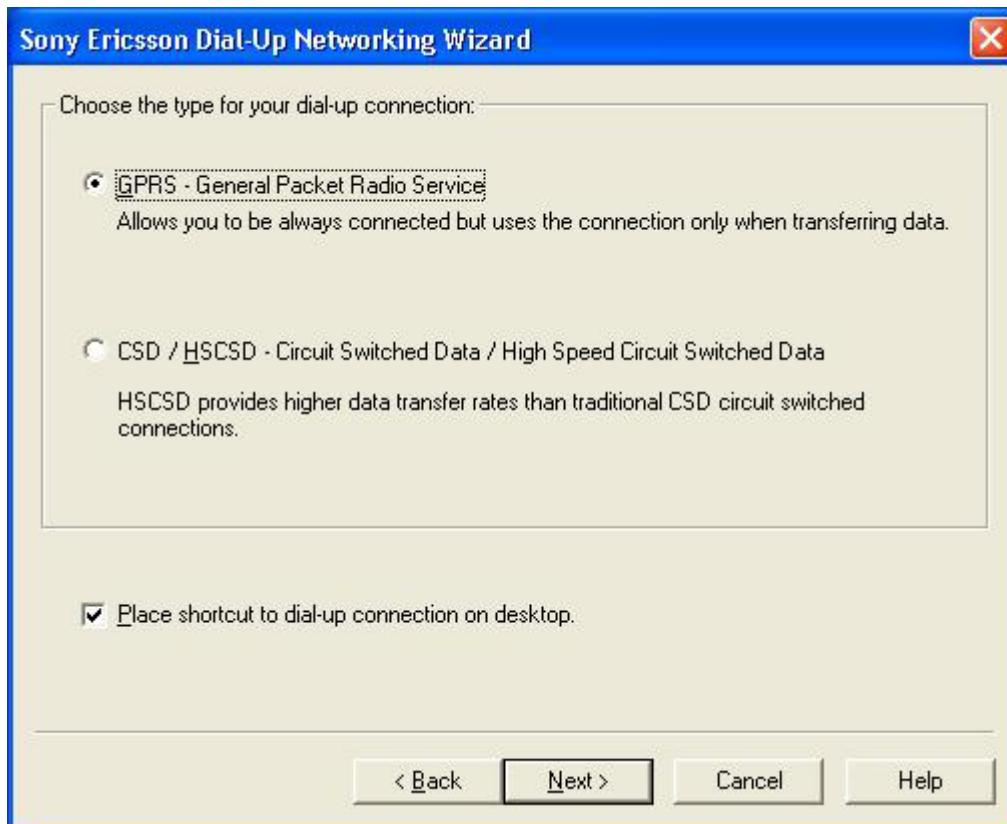 Sony Ericsson Dial-Up Networking Wizard
Choose the type for your dial-up connection:
GPRS - General Packet Radio Service
Allows you to be always connected but uses the connection only when transferring data.
CSD / HSCSD - Circuit Switched Data / High Speed Circuit Switched Data
HSCSD provides higher data transfer rates than traditional CSD circuit switched
connections.
Place shortcut to dial-up connection on desktop.
< Back Next > Cancel Help